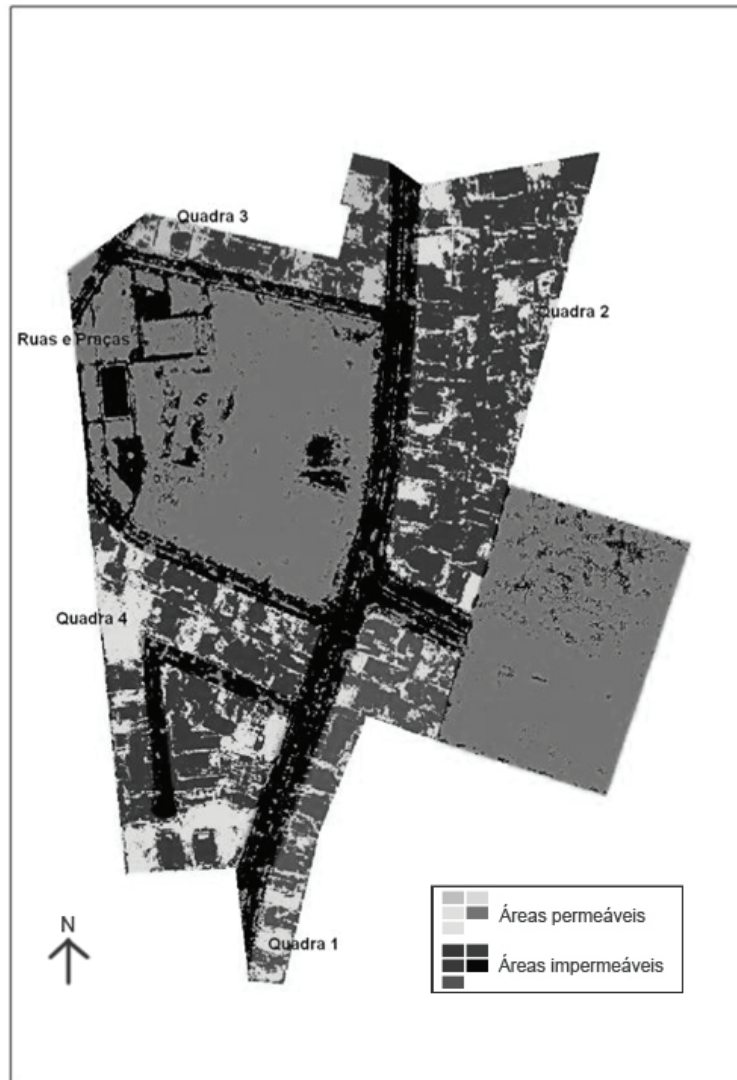 Quadra 3
Quadra 2
Ruas e Praças
Quadra 4
N
Quadra 1
Áreas permeáveis
Áreas impermeáveis